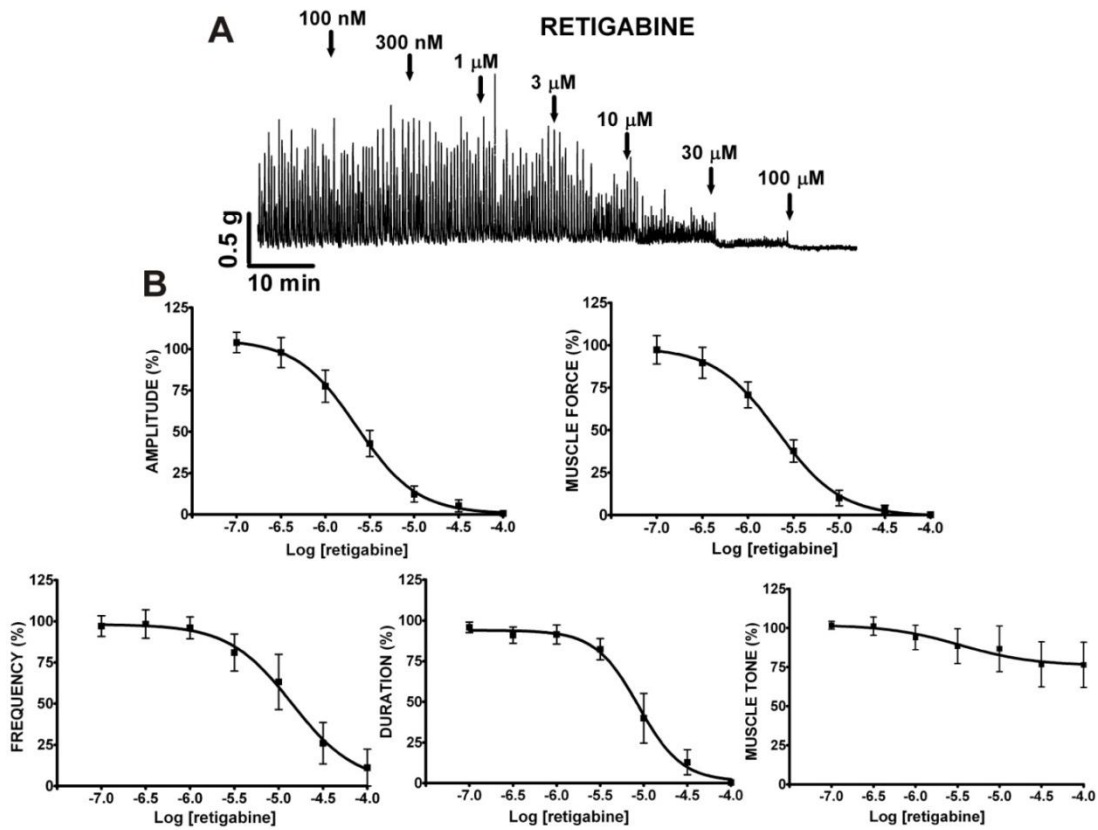 A
RETIGABINE
100 nM
300 nM
1 μM
3 μM
10 μM
30 μM
100 μM
0.5 g
10 min
B
AMPLITUDE (%)
125
100
75
50
25
0
-7.0 -6.5 -6.0 -5.5 -5.0 -4.5 -4.0
Log [retigabine]
MUSCLE FORCE (%)
125
100
75
50
25
0
-7.0 -6.5 -6.0 -5.5 -5.0 -4.5 -4.0
Log [retigabine]
FREQUENCY (%)
125
100
75
50
25
0
-7.0 -6.5 -6.0 -5.5 -5.0 -4.5 -4.0
Log [retigabine]
DURATION (%)
125
100
75
50
25
0
-7.0 -6.5 -6.0 -5.5 -5.0 -4.5 -4.0
Log [retigabine]
MUSCLE TONE (%)
125
100
75
50
25
0
-7.0 -6.5 -6.0 -5.5 -5.0 -4.5 -4.0
Log [retigabine]